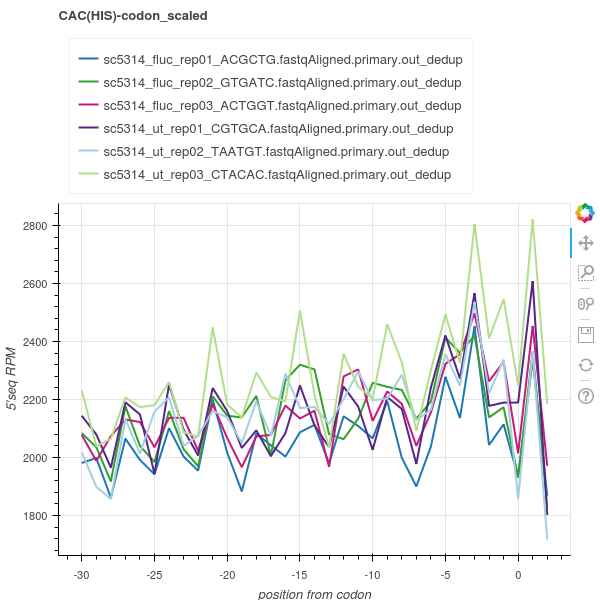 CAC(HIS)-codon_scaled
sc5314_fluc_rep01_ACGCTG.fastqAligned.primary.out_dedup
sc5314_fluc_rep02_GTGATC.fastqAligned.primary.out_dedup
sc5314_fluc_rep03_ACTGGT.fastqAligned.primary.out_dedup
sc5314_ut_rep01_CGTGCA.fastqAligned.primary.out_dedup
sc5314_ut_rep02_TAATGT.fastqAligned.primary.out_dedup
sc5314_ut_rep03_CTACAC.fastqAligned.primary.out_dedup
2800
2600
2400
2200
2000
1800
5'seq RPM
-30 -25 -20 -15 -10 -5 0
position from codon